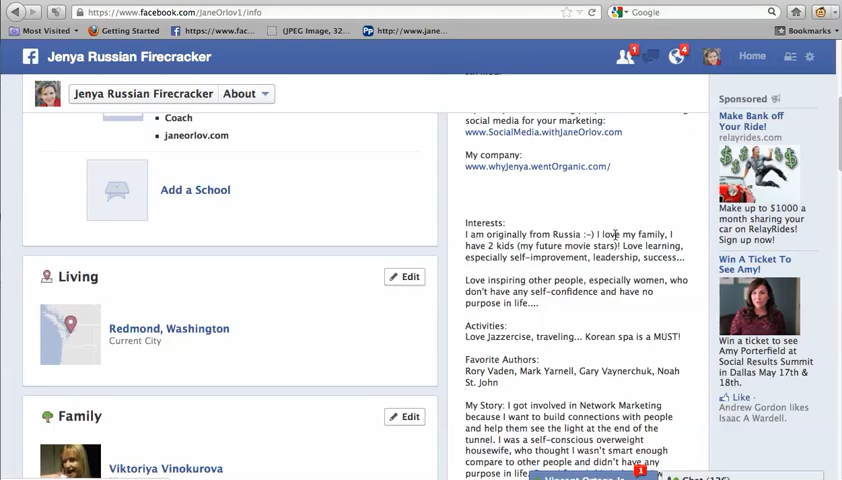 https://www.facebook.com/JaneOrlov1/info
Google
Most Visited
Getting Started
https://www.fac...
(JPEG Image, 32...
http://www.jane...
Bookmarks
Jenya Russian Firecracker
1
4
Home
Jenya Russian Firecracker
About
Coach
janeorlov.com
Add a School
Living
Edit
Redmond, Washington
Current City
Family
Edit
Viktoriya Vinokurova
social media for your marketing:
www.SocialMedia.withJaneOrlov.com
My company:
www.whyJenya.wentOrganic.com/
Interests:
I am originally from Russia :-) I love my family, I
have 2 kids (my future movie stars)! Love learning,
especially self-improvement, leadership, success...
Love inspiring other people, especially women, who
don't have any self-confidence and have no
purpose in life....
Activities:
Love Jazzercise, traveling... Korean spa is a MUST!
Favorite Authors:
Rory Vaden, Mark Yarnell, Gary Vaynerchuk, Noah
St. John
My Story: I got involved in Network Marketing
because I want to build connections with people
and help them see the light at the end of the
tunnel. I was a self-conscious overweight
housewife, who thought I wasn't smart enough
compare to other people and didn't have any
purpose in life.
Sponsored
Make Bank off
Your Ride!
relayrides.com
Make up to $1000 a
month sharing your
car on RelayRides!
Sign up now!
Win A Ticket To
See Amy!
Win a ticket to see
Amy Porterfield at
Social Results Summit
in Dallas May 17th &
18th.
Like ·
Andrew Gordon likes
Isaac A Wardell.
1